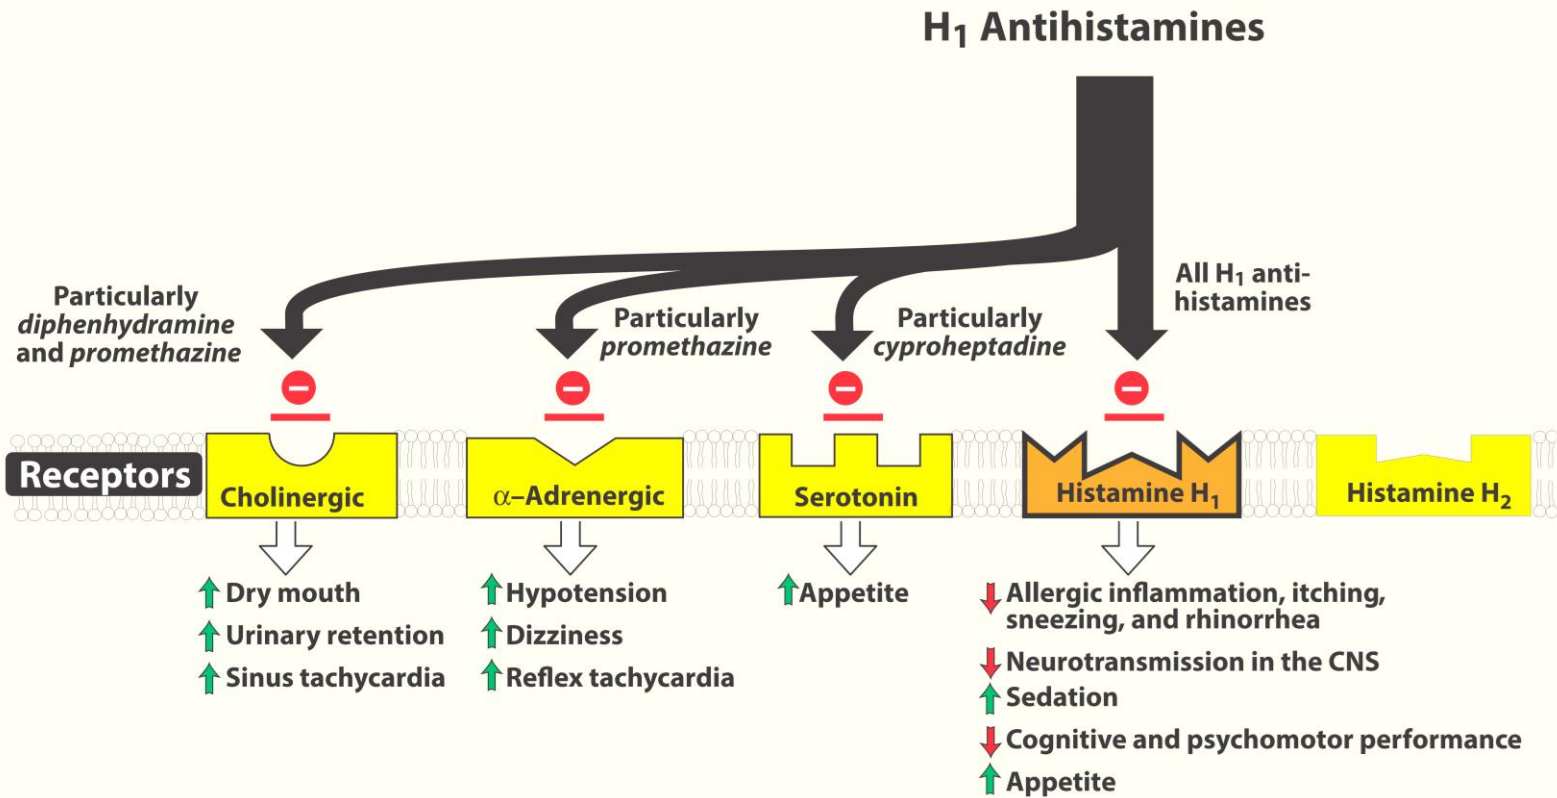 H₁ Antihistamines
Particularly
diphenhydramine
and promethazine
Particularly
promethazine
Particularly
cyproheptadine
All H₁ anti-
histamines
Receptors
Cholinergic
α–Adrenergic
Serotonin
Histamine H₁
Histamine H₂
Dry mouth
Urinary retention
Sinus tachycardia
Hypotension
Dizziness
Reflex tachycardia
Appetite
Allergic inflammation, itching,
sneezing, and rhinorrhea
Neurotransmission in the CNS
Sedation
Cognitive and psychomotor performance
Appetite